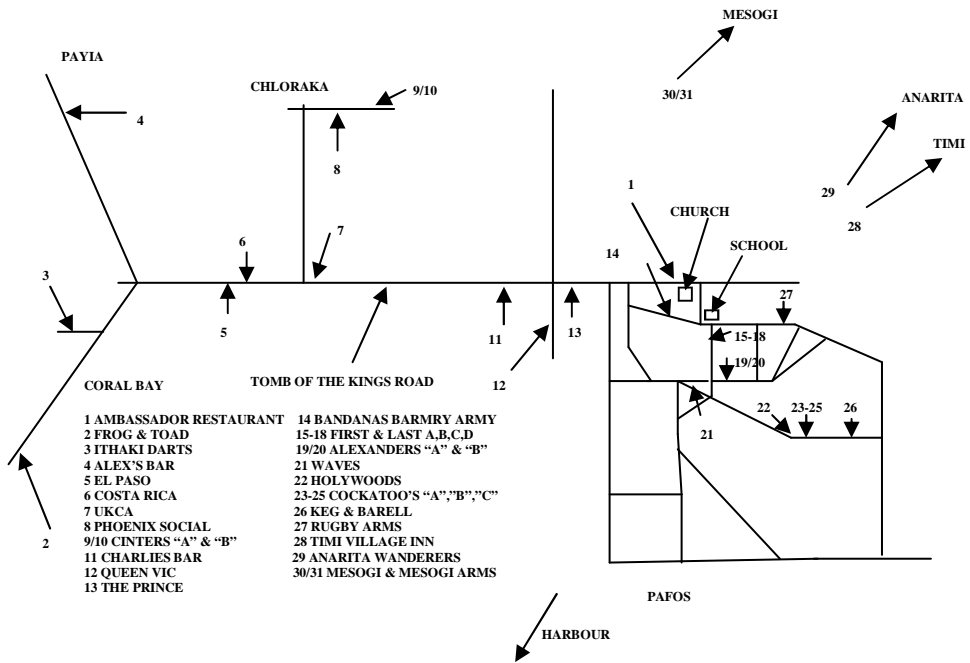 MESOGI
PAYIA
CHLORAKA
9/10
30/31
ANARITA
4
TIMI
8
1
29
CHURCH
28
7
6
14
SCHOOL
3
27
5
11
13
15-18
19/20
TOMB OF THE KINGS ROAD
12
CORAL BAY
22
23-25
26
21
1 AMBASSADOR RESTAURANT
2 FROG & TOAD
3 ITHAKI DARTS
4 ALEX'S BAR
5 EL PASO
6 COSTA RICA
7 UKCA
8 PHOENIX SOCIAL
9/10 CINTERS “A” & “B”
11 CHARLIES BAR
12 QUEEN VIC
13 THE PRINCE
14 BANDANAS BARMRY ARMY
15-18 FIRST & LAST A,B,C,D
19/20 ALEXANDERS “A” & “B”
21 WAVES
22 HOLYWOODS
23-25 COCKATOO'S “A”,”B”,”C”
26 KEG & BARELL
27 RUGBY ARMS
28 TIMI VILLAGE INN
29 ANARITA WANDERERS
30/31 MESOGI & MESOGI ARMS
2
PAFOS
HARBOUR